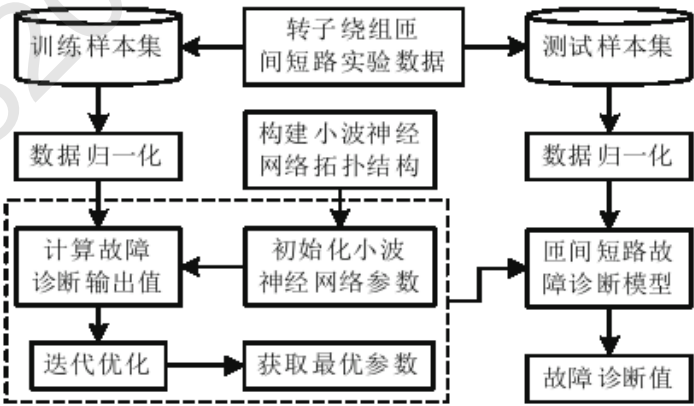 训练样本集
转子绕组匝
间短路实验数据
测试样本集
数据归一化
构建小波神经
网络拓扑结构
数据归一化
计算故障
诊断输出值
初始化小波
神经网络参数
匝间短路故
障诊断模型
迭代优化
获取最优参数
故障诊断值